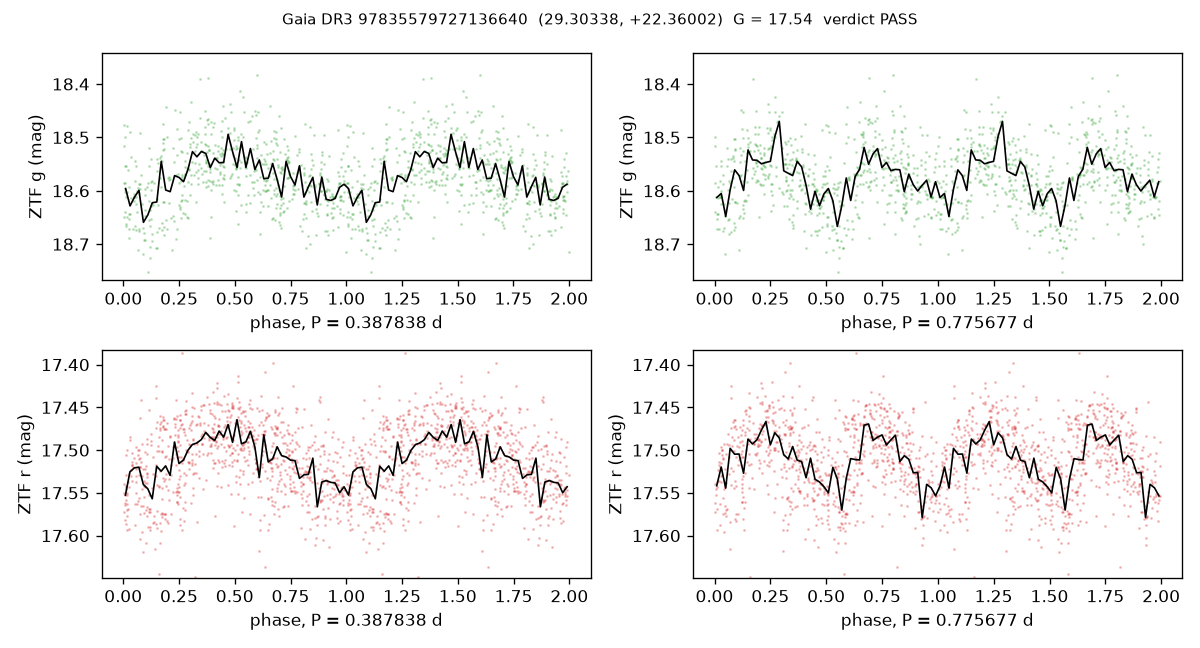 Gaia DR3 97835579727136640  (29.30338, +22.36002)  G = 17.54  verdict PASS
ZTF g (mag)
18.4
18.5
18.6
18.7
0.00 0.25 0.50 0.75 1.00 1.25 1.50 1.75 2.00
phase, P = 0.387838 d
ZTF g (mag)
18.4
18.5
18.6
18.7
0.00 0.25 0.50 0.75 1.00 1.25 1.50 1.75 2.00
phase, P = 0.775677 d
ZTF r (mag)
17.40
17.45
17.50
17.55
17.60
0.00 0.25 0.50 0.75 1.00 1.25 1.50 1.75 2.00
phase, P = 0.387838 d
ZTF r (mag)
17.40
17.45
17.50
17.55
17.60
0.00 0.25 0.50 0.75 1.00 1.25 1.50 1.75 2.00
phase, P = 0.775677 d